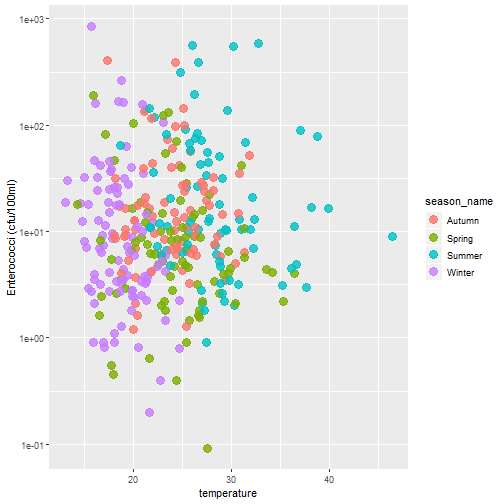 1e+03
1e+02
1e+01
1e+00
1e-01
Enterococci (cfu/100ml)
20
30
40
temperature
season_name
Autumn
Spring
Summer
Winter